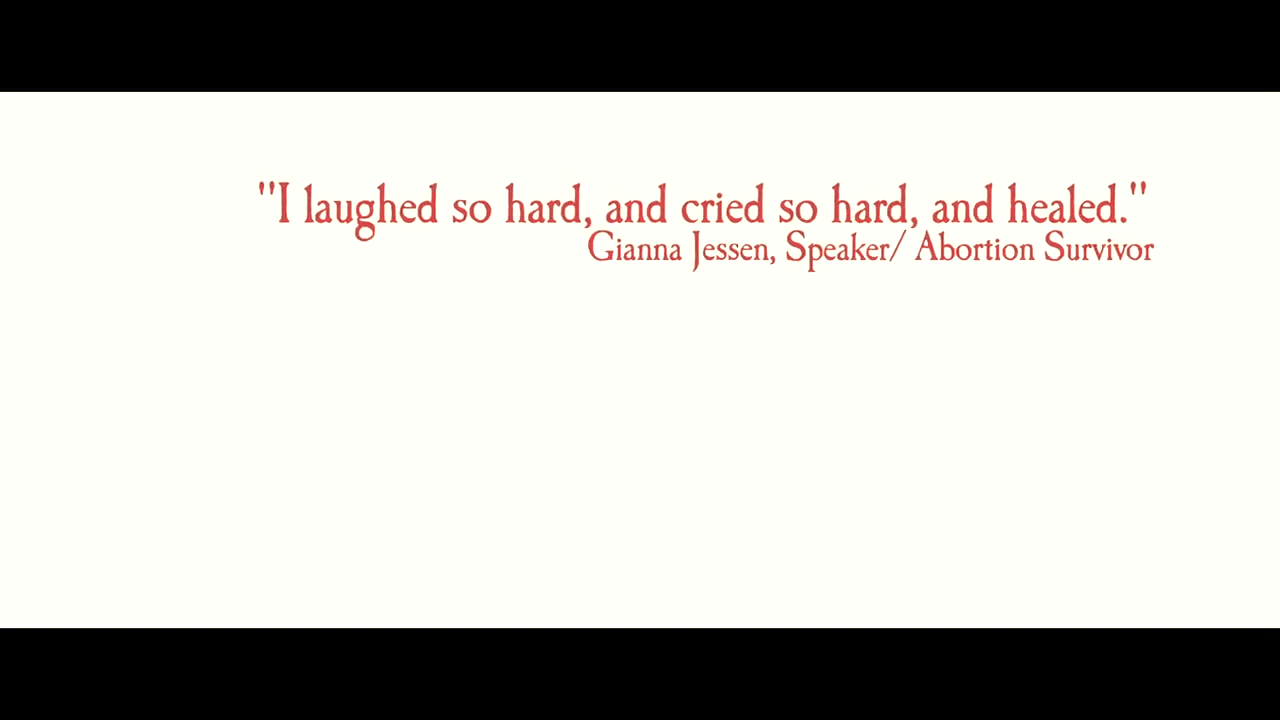 "I laughed so hard, and cried so hard, and healed."
Gianna Jessen, Speaker/ Abortion Survivor